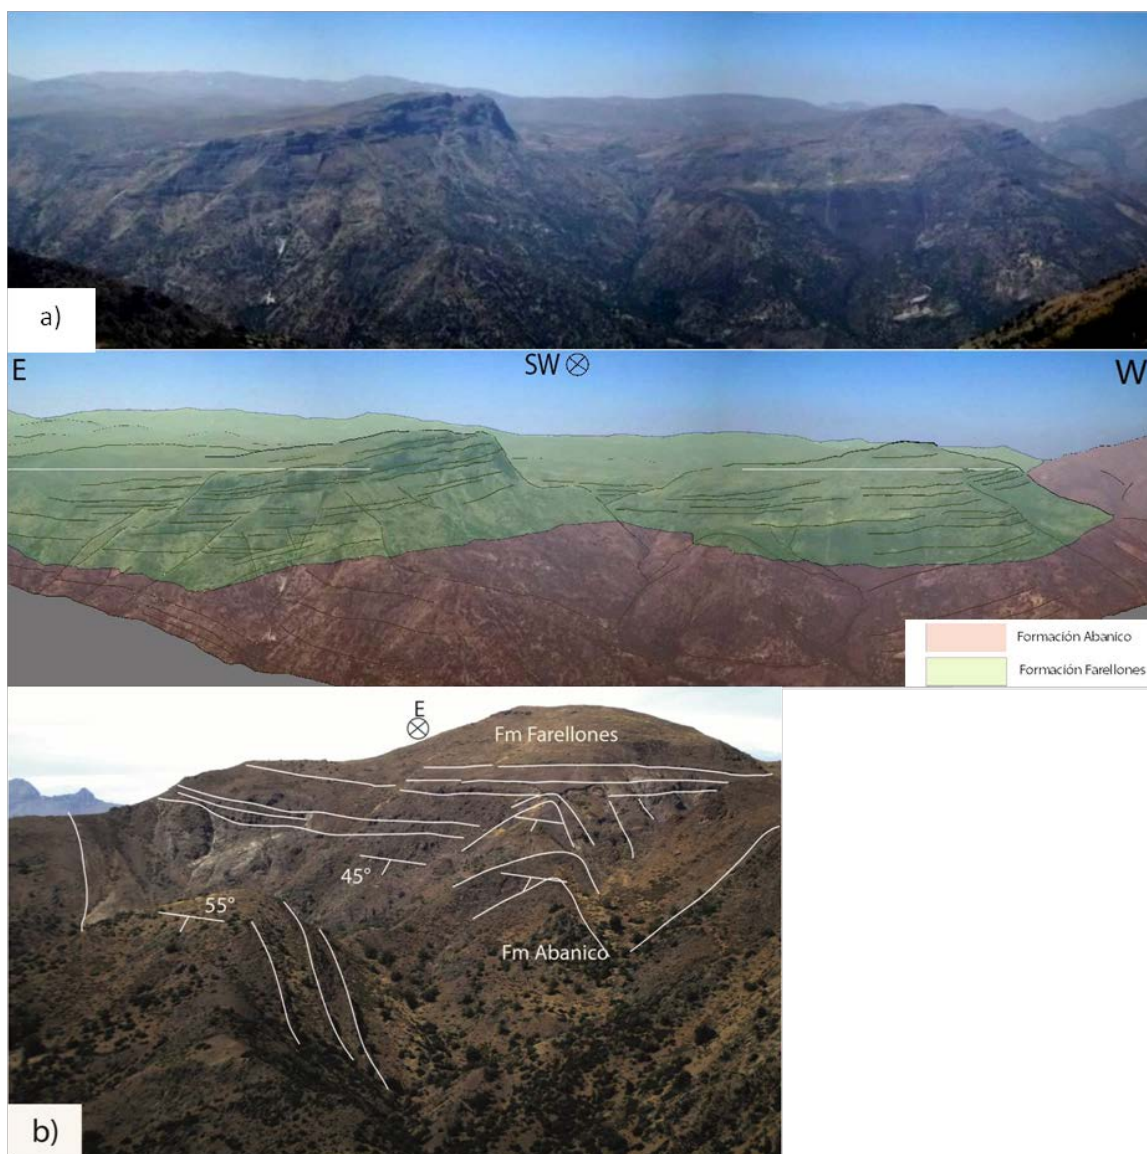 a)
E
SW
W
Formación Abanico
Formación Farellones
E
Fm Farellones
45°
55°
Fm Abanico
b)